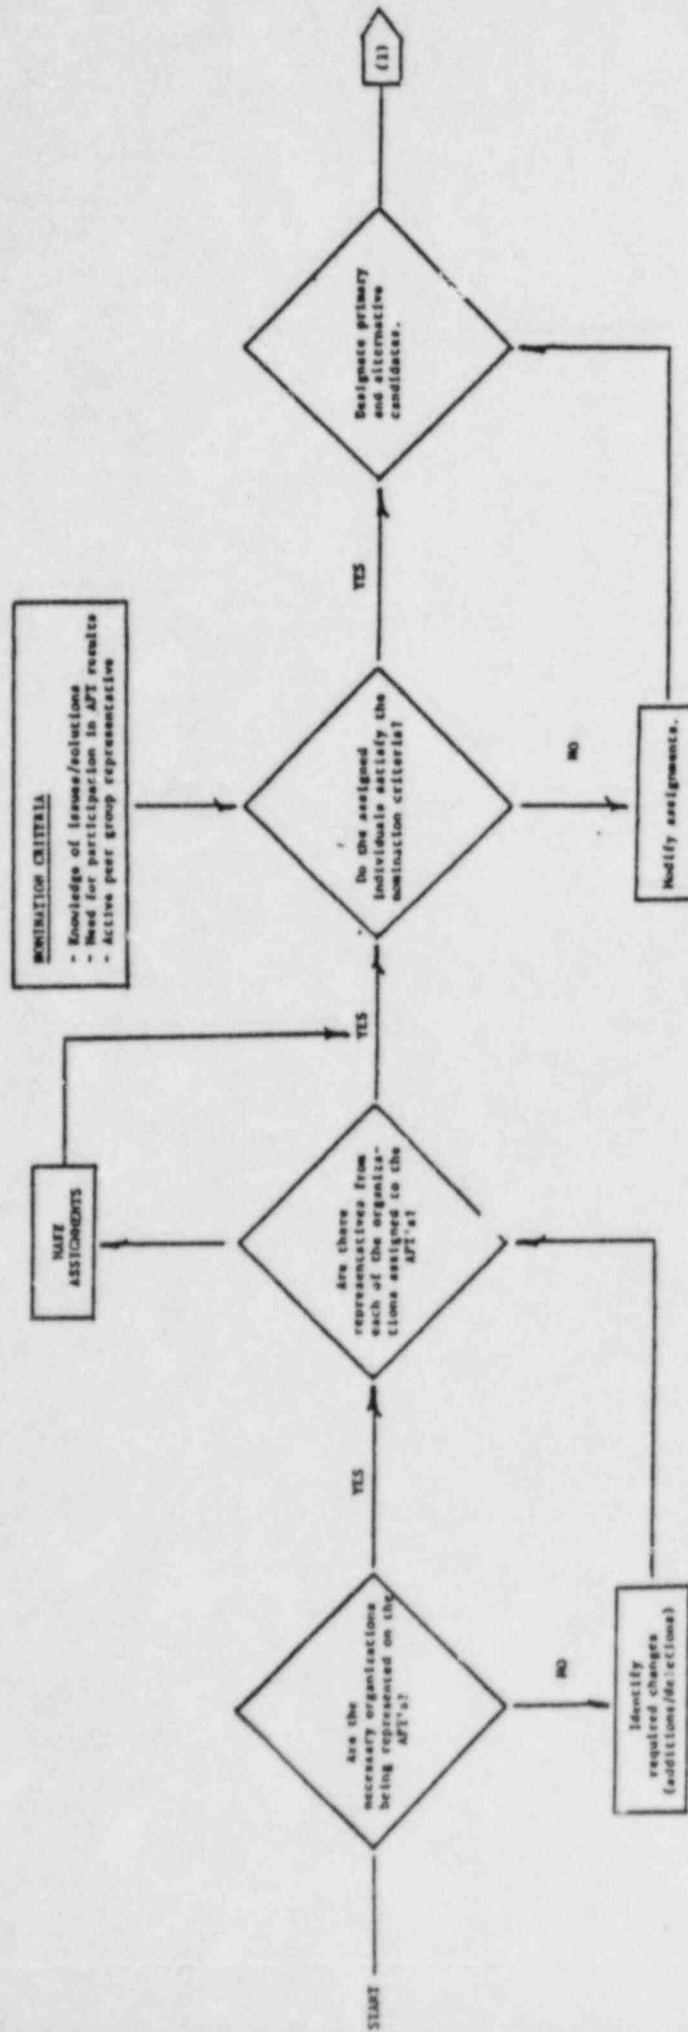 START
Are the
necessary organizations
being represented on the
APT's?
YES
NO
Identify
required changes
(additions/deletions)
Are there
representatives from
each of the organiza-
tions assigned to the
APT's?
MAKE
ASSIGNMENTS
YES
NOMINATION CRITERIA
- Knowledge of issues/solutions
- Need for participation in APT results
- Active peer group representative
Do the assigned
individuals satisfy the
nomination criteria?
YES
NO
Modify assignments.
Designate primary
and alternative
candidates.
(1)